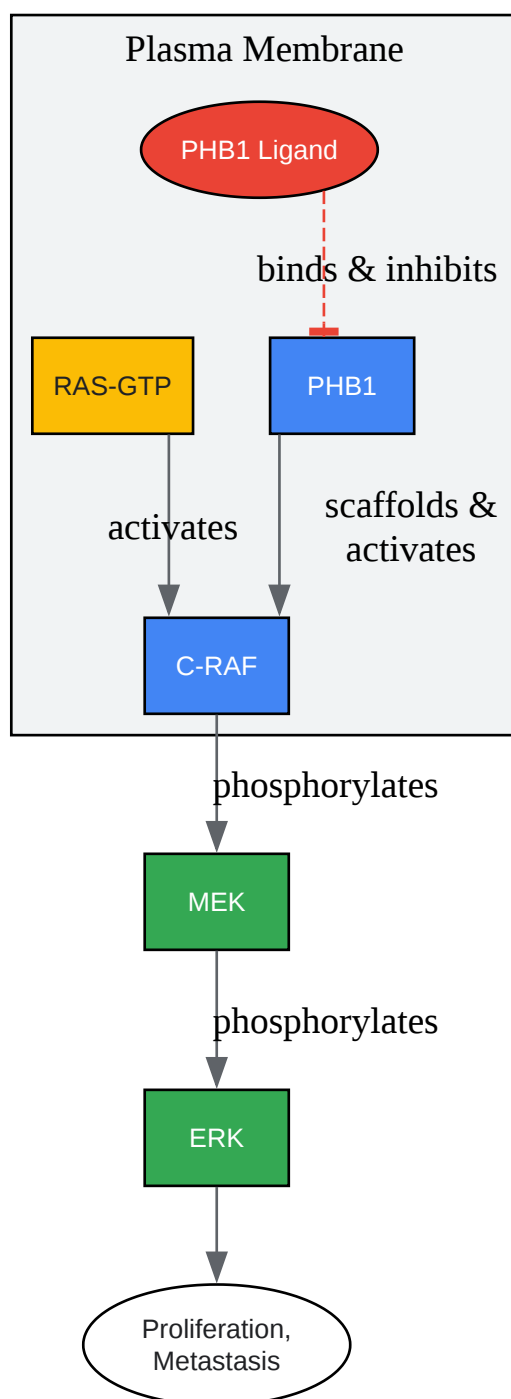 Plasma Membrane
PHB1 Ligand
binds & inhibits
RAS-GTP
PHB1
activates
scaffolds &
activates
C-RAF
phosphorylates
MEK
phosphorylates
ERK
Proliferation,
Metastasis